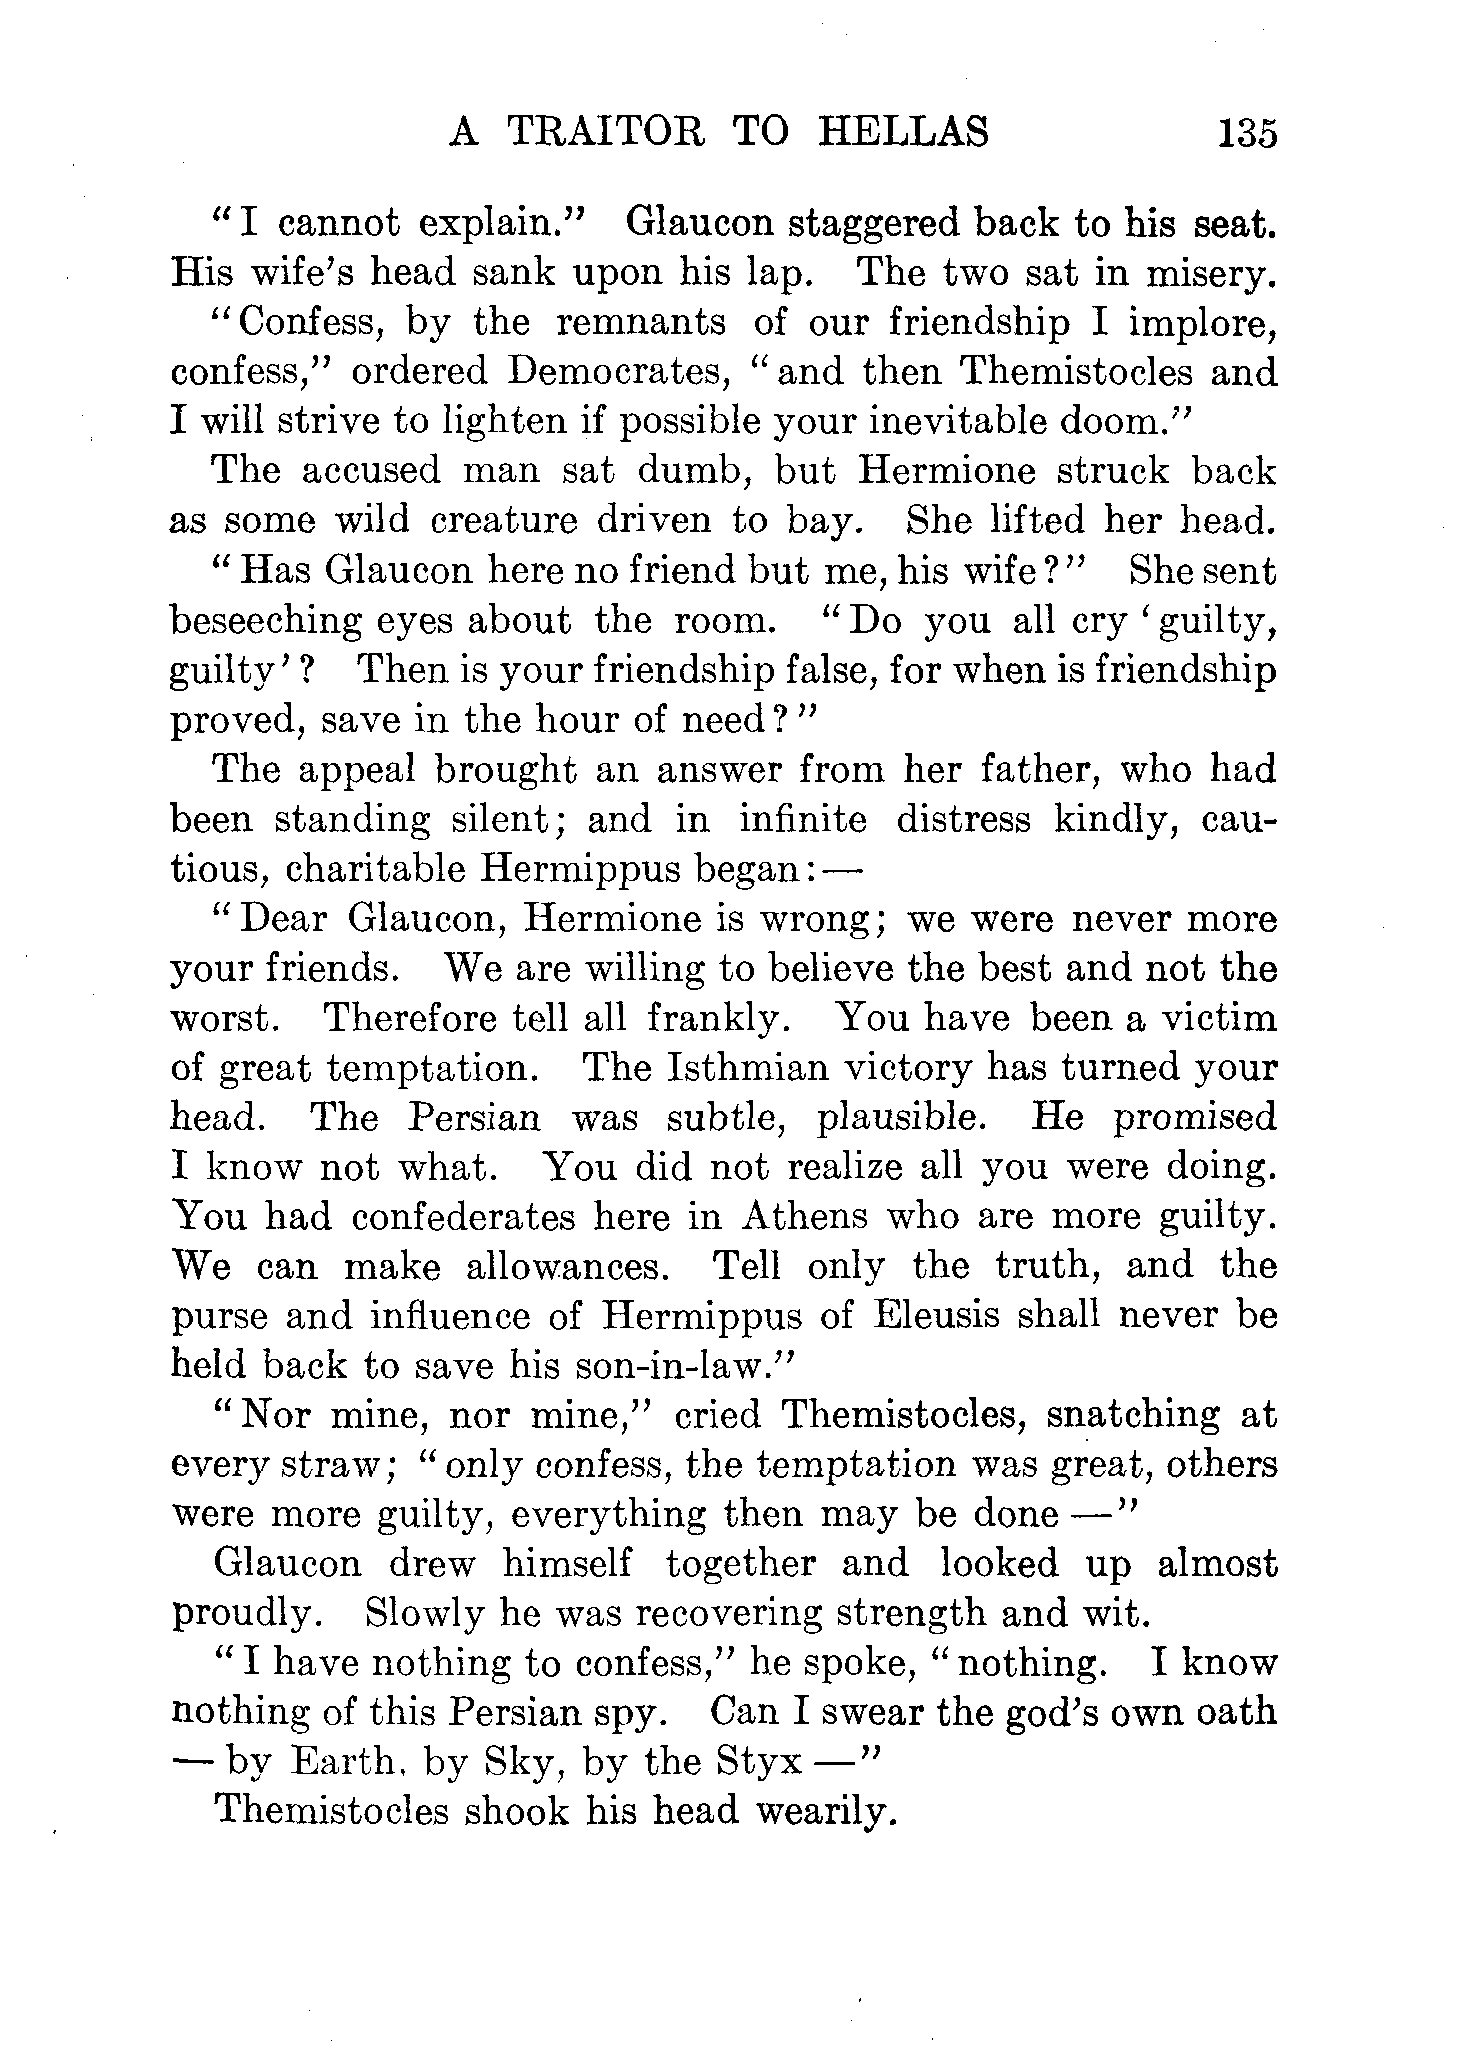 A TRAITOR TO HELLAS 135
"I cannot explain." Glaucon staggered back to his seat.
His wife's head sank upon his lap. The two sat in misery.
"Confess, by the remnants of our friendship I implore,
confess," ordered Democrates, "and then Themistocles and
I will strive to lighten if possible your inevitable doom."
The accused man sat dumb, but Hermione struck back
as some wild creature driven to bay. She lifted her head.
"Has Glaucon here no friend but me, his wife?" She sent
beseeching eyes about the room. "Do you all cry 'guilty,
guilty'? Then is your friendship false, for when is friendship
proved, save in the hour of need?"
The appeal brought an answer from her father, who had
been standing silent; and in infinite distress kindly, cau-
tious, charitable Hermippus began:—
"Dear Glaucon, Hermione is wrong; we were never more
your friends. We are willing to believe the best and not the
worst. Therefore tell all frankly. You have been a victim
of great temptation. The Isthmian victory has turned your
head. The Persian was subtle, plausible. He promised
I know not what. You did not realize all you were doing.
You had confederates here in Athens who are more guilty.
We can make allowances. Tell only the truth, and the
purse and influence of Hermippus of Eleusis shall never be
held back to save his son-in-law."
"Nor mine, nor mine," cried Themistocles, snatching at
every straw; "only confess, the temptation was great, others
were more guilty, everything then may be done —"
Glaucon drew himself together and looked up almost
proudly. Slowly he was recovering strength and wit.
"I have nothing to confess," he spoke, "nothing. I know
nothing of this Persian spy. Can I swear the god's own oath
— by Earth, by Sky, by the Styx —"
Themistocles shook his head wearily.